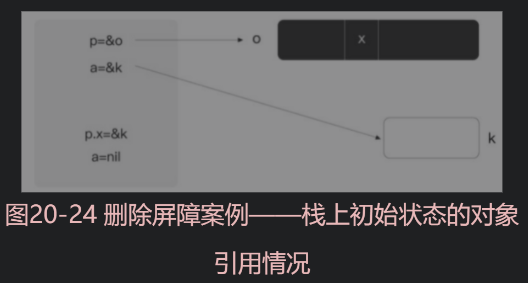 p=&o
o
x
a=&k
p.x=&k
k
a=nil
图20-24 删除屏障案例——栈上初始状态的对象
引用情况